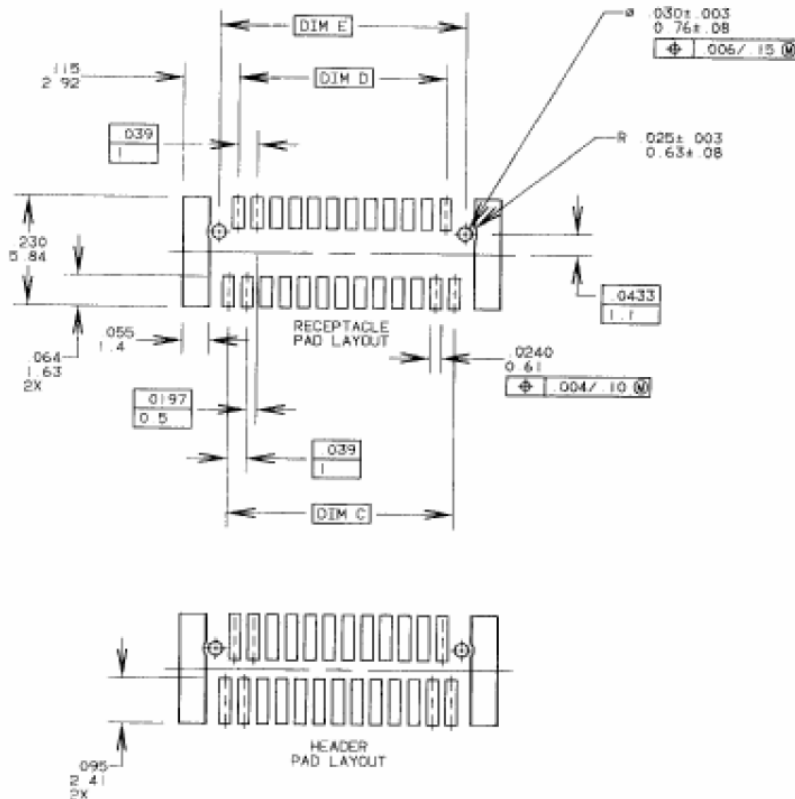 DIM E
ø .030±.003
0.76±.08
⌖ .006/.15 Ⓜ
.115
2.92
DIM D
.039
1
R .025±.003
0.63±.08
.230
5.84
.0433
1.1
RECEPTACLE
PAD LAYOUT
.055
1.4
.064
1.63
2X
.0240
0.61
⌖ .004/.10 Ⓜ
.0197
0.5
.039
1
DIM C
HEADER
PAD LAYOUT
.095
2.41
2X